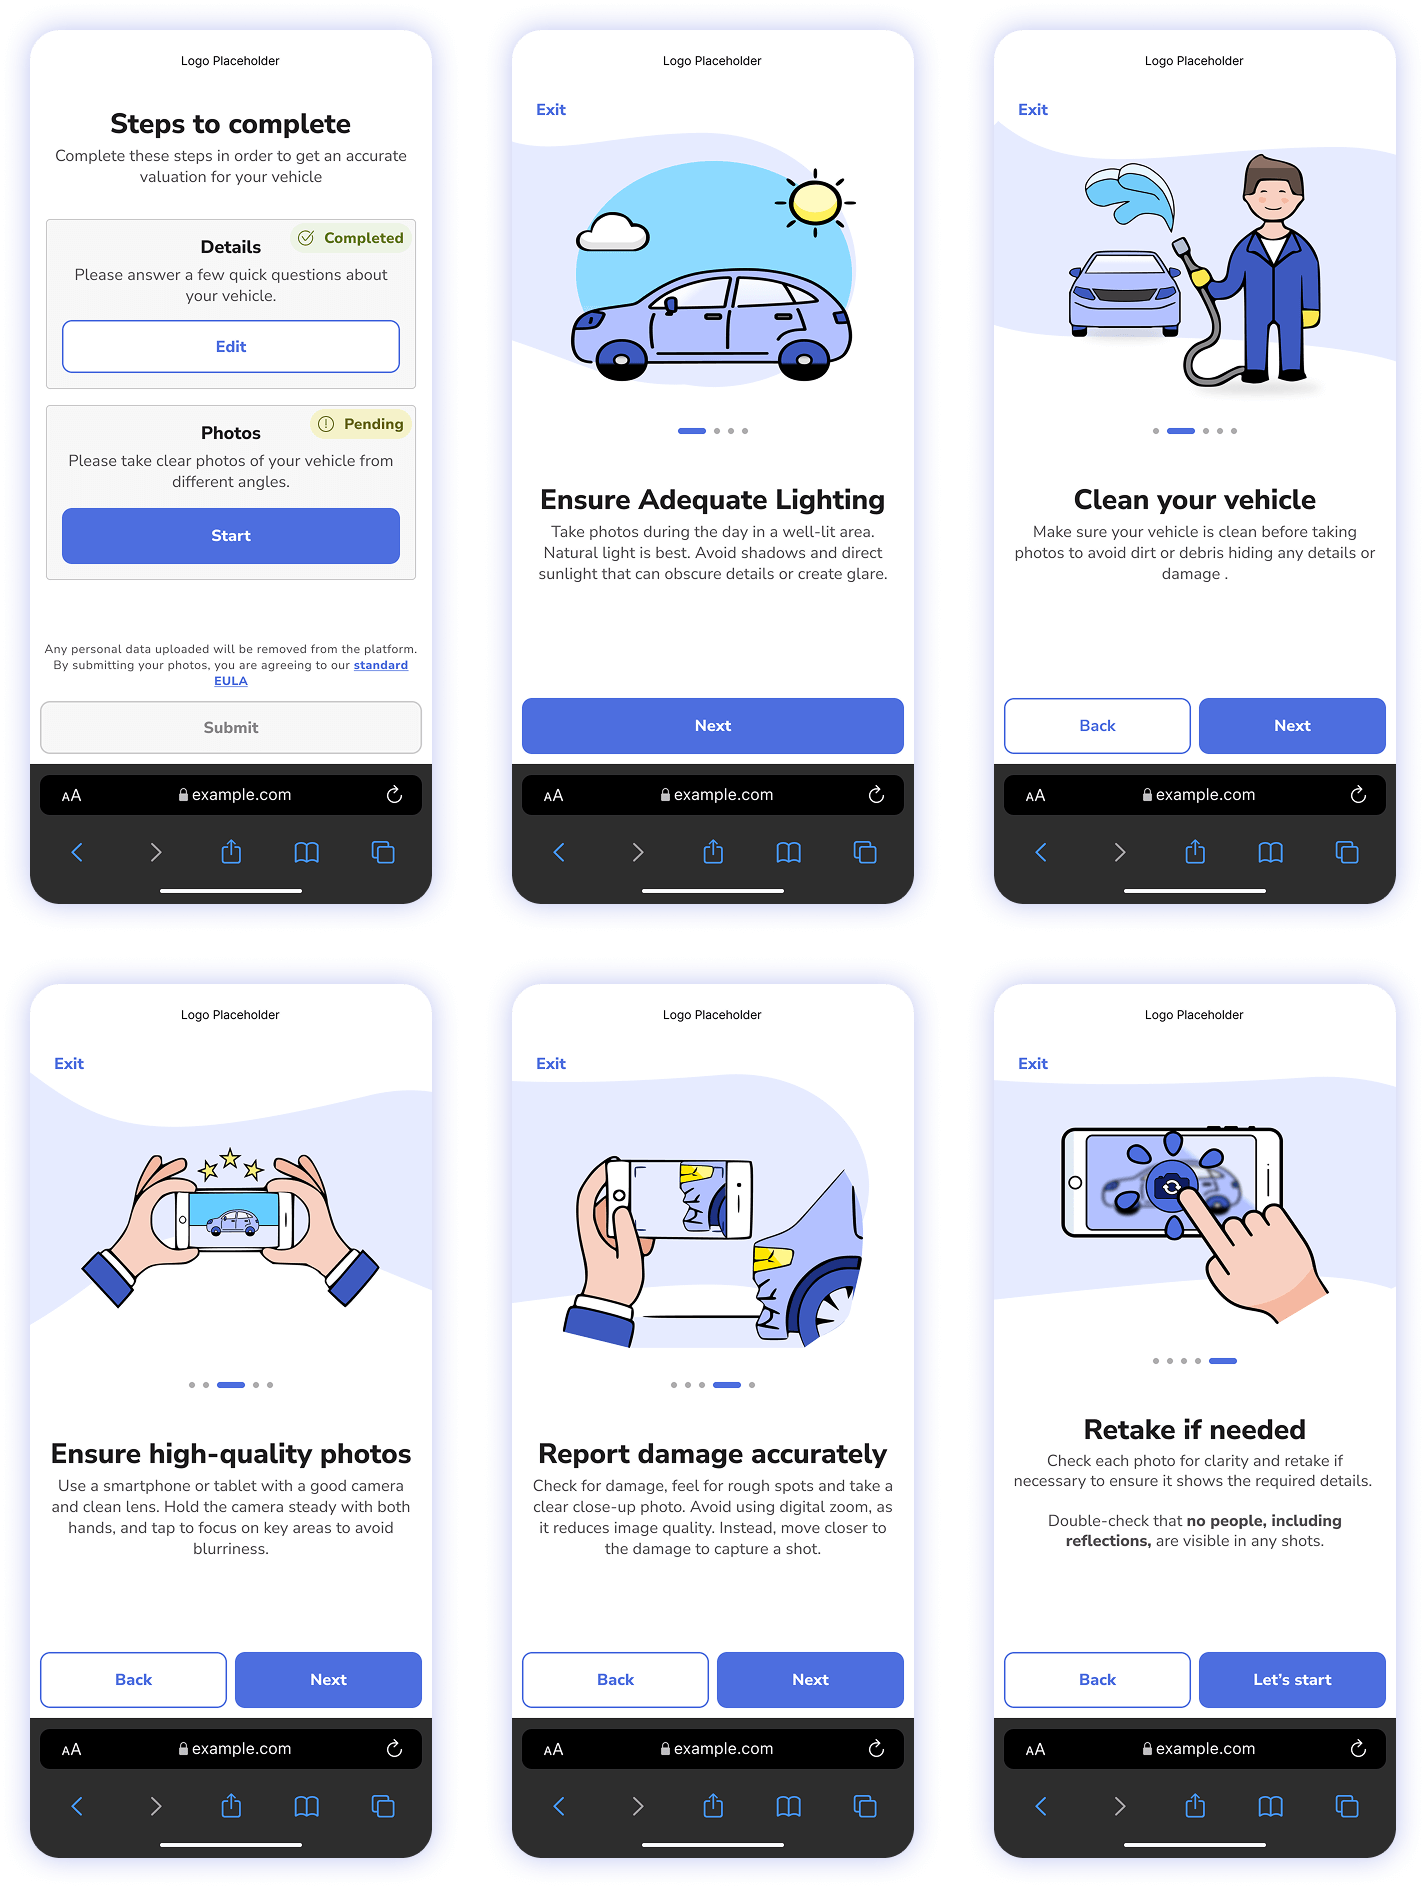 Logo Placeholder
Steps to complete
Complete these steps in order to get an accurate
valuation for your vehicle
Details
Completed
Please answer a few quick questions about
your vehicle.
Edit
Photos
Pending
Please take clear photos of your vehicle from
different angles.
Start
Any personal data uploaded will be removed from the platform.
By submitting your photos, you are agreeing to our standard
EULA
Submit
AA
example.com
Logo Placeholder
Exit
Ensure Adequate Lighting
Take photos during the day in a well-lit area.
Natural light is best. Avoid shadows and direct
sunlight that can obscure details or create glare.
Next
AA
example.com
Logo Placeholder
Exit
Clean your vehicle
Make sure your vehicle is clean before taking
photos to avoid dirt or debris hiding any details or
damage .
Back
Next
AA
example.com
Logo Placeholder
Exit
Ensure high-quality photos
Use a smartphone or tablet with a good camera
and clean lens. Hold the camera steady with both
hands, and tap to focus on key areas to avoid
blurriness.
Back
Next
AA
example.com
Logo Placeholder
Exit
Report damage accurately
Check for damage, feel for rough spots and take a
clear close-up photo. Avoid using digital zoom, as
it reduces image quality. Instead, move closer to
the damage to capture a shot.
Back
Next
AA
example.com
Logo Placeholder
Exit
Retake if needed
Check each photo for clarity and retake if
necessary to ensure it shows the required details.
Double-check that no people, including
reflections, are visible in any shots.
Back
Let's start
AA
example.com